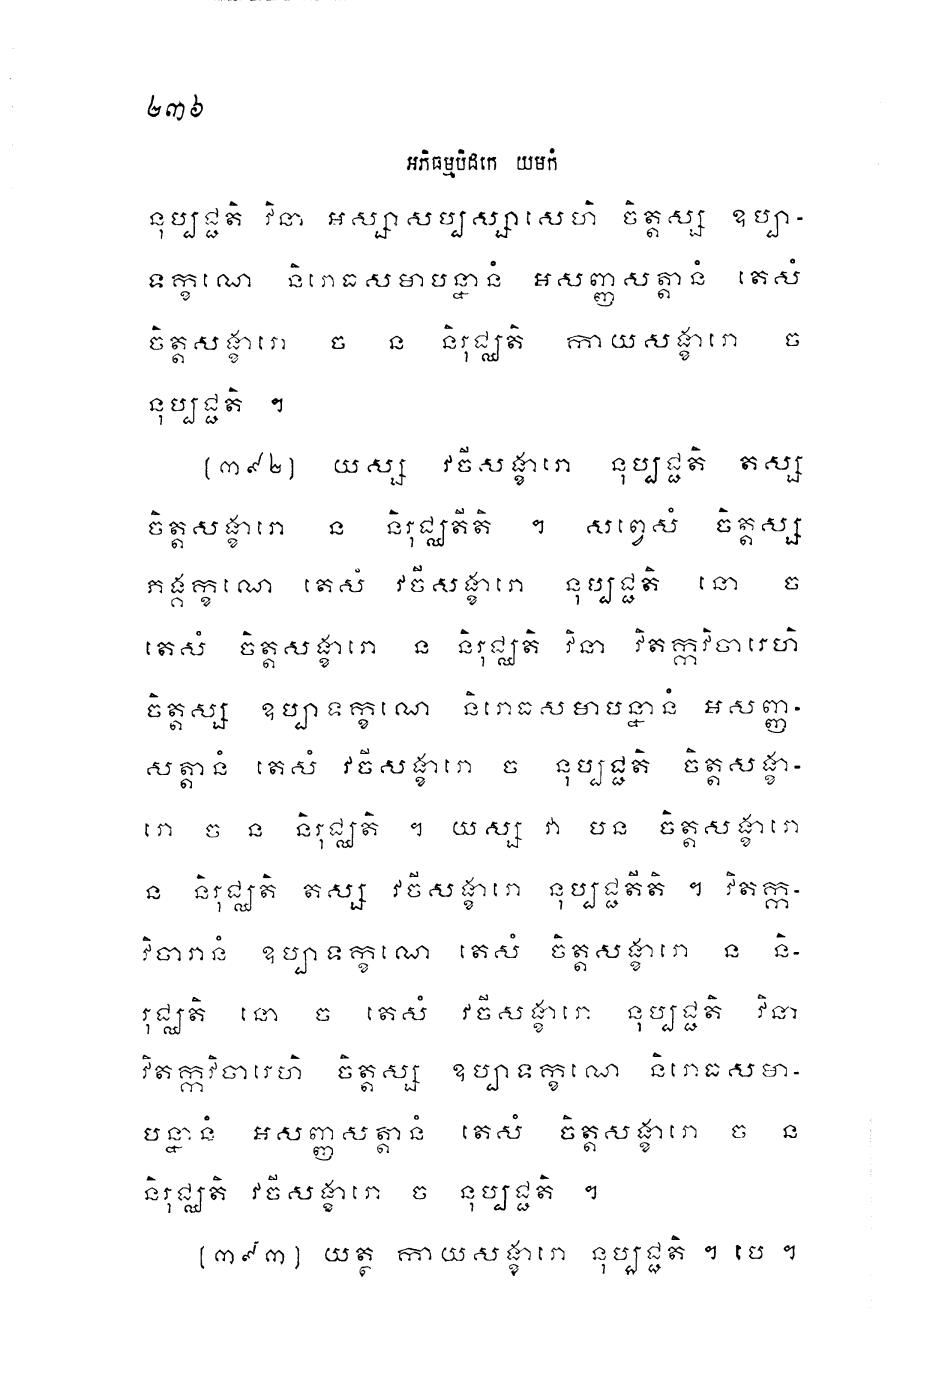 ២៣៦
អភិធម្មបិដកេ យមកំ
នុប្បជ្ជតិ វិនា អស្សាសប្បស្សាសេហិ ចិត្តស្ស ឧប្បា-
ទក្ខណេ និរោធសមាបន្នានំ អសញ្ញសត្តានំ តេសំ
ចិត្តសង្ខារោ ច ន និរុជ្ឈតិ កាយសង្ខារោ ច
នុប្បជ្ជតិ ។
(៣៩២) យស្ស វចីសង្ខារោ នុប្បជ្ជតិ តស្ស
ចិត្តសង្ខារោ ន និរុជ្ឈតីតិ ។ សព្វេសំ ចិត្តស្ស
ភង្គក្ខណេ តេសំ វចីសង្ខារោ នុប្បជ្ជតិ នោ ច
តេសំ ចិត្តសង្ខារោ ន និរុជ្ឈតិ វិនា វិតក្កវិចារេហិ
ចិត្តស្ស ឧប្បាទក្ខណេ និរោធសមាបន្នានំ អសញ្ញ-
សត្តានំ តេសំ វចីសង្ខារោ ច នុប្បជ្ជតិ ចិត្តសង្ខា-
រោ ច ន និរុជ្ឈតិ ។ យស្ស វា បន ចិត្តសង្ខារោ
ន និរុជ្ឈតិ តស្ស វចីសង្ខារោ នុប្បជ្ជតីតិ ។ វិតក្ក-
វិចារានំ ឧប្បាទក្ខណេ តេសំ ចិត្តសង្ខារោ ន និ-
រុជ្ឈតិ នោ ច តេសំ វចីសង្ខារោ នុប្បជ្ជតិ វិនា
វិតក្កវិចារេហិ ចិត្តស្ស ឧប្បាទក្ខណេ និរោធសមា-
បន្នានំ អសញ្ញសត្តានំ តេសំ ចិត្តសង្ខារោ ច ន
និរុជ្ឈតិ វចីសង្ខារោ ច នុប្បជ្ជតិ ។
(៣៩៣) យត្ថ កាយសង្ខារោ នុប្បជ្ជតិ ។ បេ ។